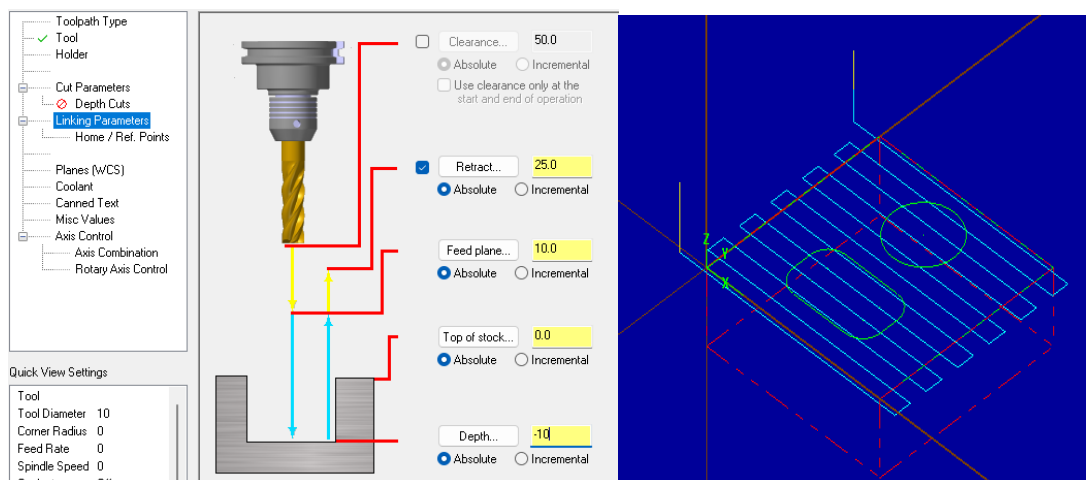 Toolpath Type
Tool
Holder
Cut Parameters
Depth Cuts
Linking Parameters
Home / Ref. Points
Planes (WCS)
Coolant
Canned Text
Misc Values
Axis Control
Axis Combination
Rotary Axis Control
Quick View Settings
Tool
Tool Diameter 10
Corner Radius 0
Feed Rate 0
Spindle Speed 0
Clearance... 50.0
Absolute Incremental
Use clearance only at the
start and end of operation
Retract... 25.0
Absolute Incremental
Feed plane... 10.0
Absolute Incremental
Top of stock... 0.0
Absolute Incremental
Depth... -10
Absolute Incremental
Z
Y
X